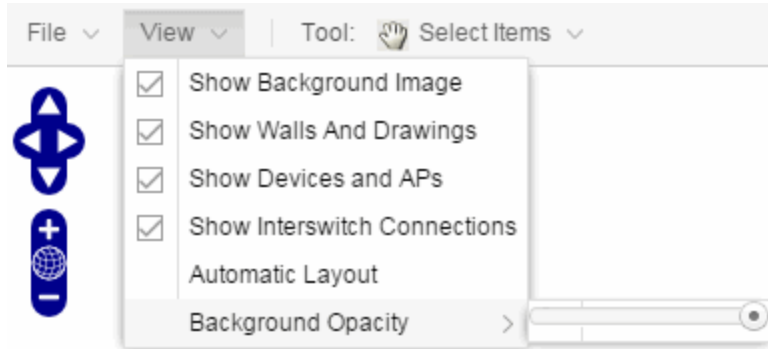 File View Tool: Select Items
Show Background Image
Show Walls And Drawings
Show Devices and APs
Show Interswitch Connections
Automatic Layout
Background Opacity